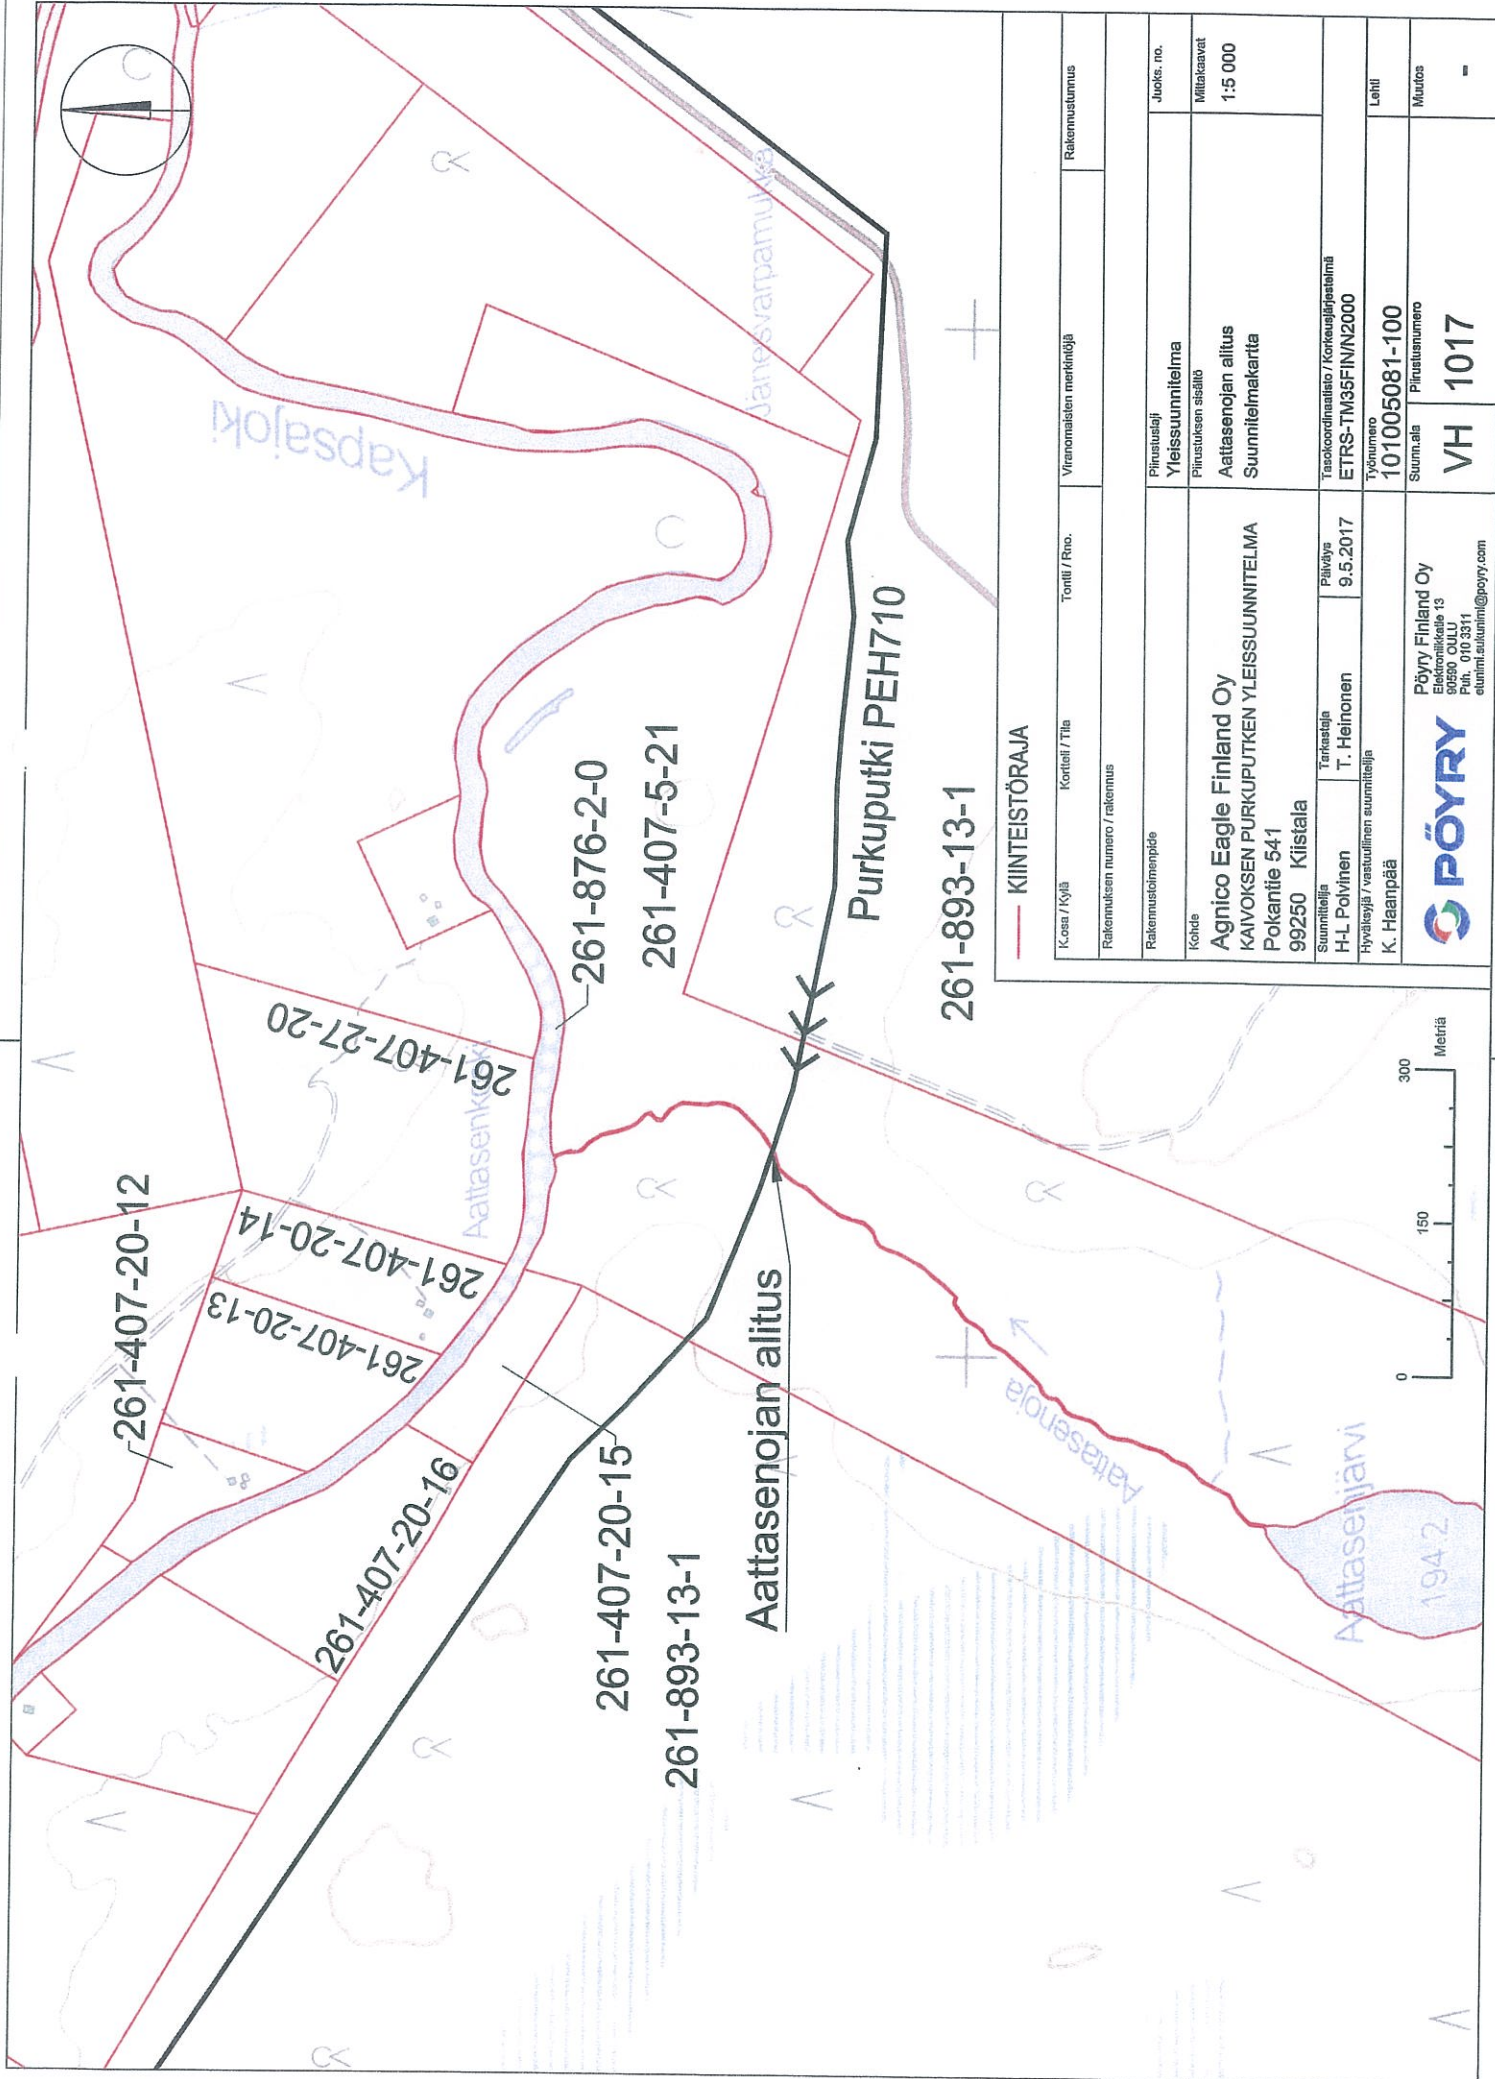 Kapsajoki
Jänesvarpamukka
261-407-20-12
261-407-27-20
261-407-20-14
261-407-20-13
Aattasenkoski
261-876-2-0
261-407-5-21
261-407-20-16
261-407-20-15
261-893-13-1
Aattasenojan alitus
Purkuputki PEH710
261-893-13-1
Aattasenoja
Aattasenjärvi
194.2
0
150
300
Metriä
KIINTEISTÖRAJA
K.osa / Kylä
Kortteli / Tila
Tontti / Rno.
Viranomaisten merkintöjä
Rakennustunnus
Rakennuksen numero / rakennus
Rakennustoimenpide
Piirustuslaji
Yleissuunnitelma
Juoks. no.
Kohde
Agnico Eagle Finland Oy
KAIVOKSEN PURKUPUTKEN YLEISSUUNNITELMA
Pokantie 541
99250 Kiistala
Piirustuksen sisältö
Aattasenojan alitus
Suunnitelmakartta
Mittakaavat
1:5 000
Suunnittelija
H-L Polvinen
Tarkastaja
T. Heinonen
Päiväys
9.5.2017
Tasokoordinaatisto / Korkeusjärjestelmä
ETRS-TM35FIN/N2000
Hyväksyjä / vastuullinen suunnittelija
K. Haanpää
Työnumero
101005081-100
Lehti
PÖYRY
Pöyry Finland Oy
Elektroniikkatie 13
90590 OULU
Puh. 010 3311
etunimi.sukunimi@poyry.com
Suunn.ala
VH
Piirustusnumero
1017
Muutos
-